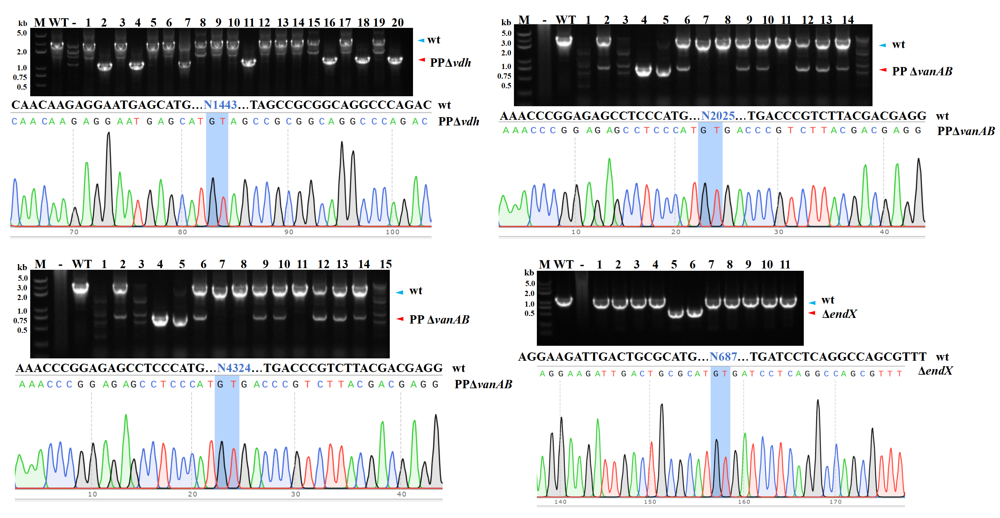 kb M WT - 1 2 3 4 5 6 7 8 9 10 11 12 13 14 15 16 17 18 19 20
5.0
2.0
1.0
0.75
0.5
wt
PPΔvdh
CAACAAGAGGAATGAGCATG...N1443...TAGCCGCGGCAGGCCCAGAC wt
CAACAAGAGGAATGAGCATGTAGCCGCGGCAGGCCCAGAC PPΔvdh
70 80 90 100
kb M - WT 1 2 3 4 5 6 7 8 9 10 11 12 13 14
5.0
3.0
2.0
1.0
0.75
0.5
wt
PP ΔvanAB
AAACCCGGAGAGCCTCCCATG...N2025...TGACCCGTCTTACGACGAGG wt
AAACCCGGAGAGCCTCCCATGTGACCCGTCTTACGACGAGG PPΔvanAB
10 20 30 40
kb M - WT 1 2 3 4 5 6 7 8 9 10 11 12 13 14 15
5.0
3.0
2.0
1.0
0.75
0.5
wt
PP ΔvanAB
AAACCCGGAGAGCCTCCCATG...N4324...TGACCCGTCTTACGACGAGG wt
AAACCCGGAGAGCCTCCCATGTGACCCGTCTTACGACGAGG PPΔvanAB
10 20 30 40
kb M WT - 1 2 3 4 5 6 7 8 9 10 11
5.0
2.0
1.0
0.5
wt
ΔendX
AGGAAGATTGACTGCGCATG...N687...TGATCCTCAGGCCAGCGTTT wt
AGGAAGATTGACTGCGCATGTGATCCTCAGGCCAGCGTTT ΔendX
140 150 160 170